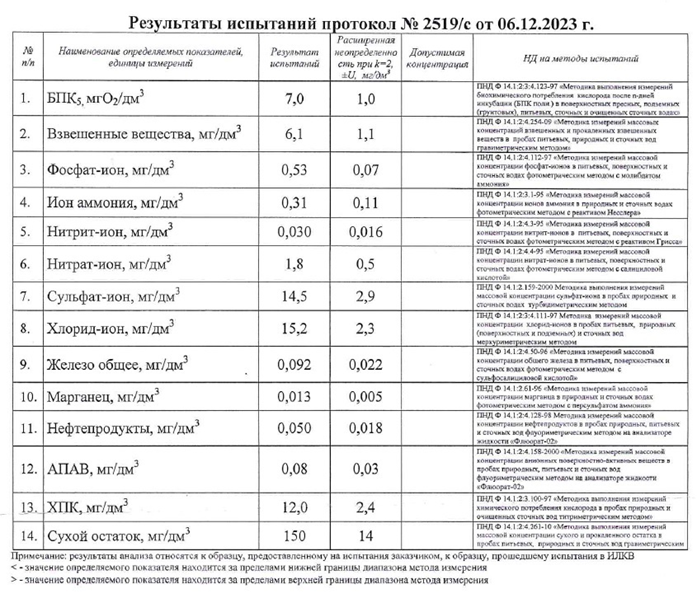 Результаты испытаний протокол № 2519/с от 06.12.2023 г.
№ п/п
Наименование определяемых показателей, единицы измерений
Результат испытаний
Расширенная неопределенно сть при k=2, ±U, мг/дм³
Допустимая концентрация
НД на методы испытаний
1. БПК₅, мгО₂/дм³ 7,0 1,0
ПНД Ф 14.1:2:3:4.123-97 «Методика выполнения измерений
биохимического потребления кислорода после n-дней
инкубации (БПК полн) в поверхностных пресных, подземных
(грунтовых), питьевых, сточных и очищенных сточных водах»
2. Взвешенные вещества, мг/дм³ 6,1 1,1
ПНД Ф 14.1:2:4.254-09 «Методика измерений массовых
концентраций взвешенных и прокаленных взвешенных
веществ в пробах питьевых, природных и сточных вод
гравиметрическим методом»
3. Фосфат-ион, мг/дм³ 0,53 0,07
ПНД Ф 14.1:2:4.112-97 «Методика измерений массовой
концентрации фосфат-ионов в питьевых, поверхностных и
сточных водах фотометрическим методом с молибдатом
аммония»
4. Ион аммония, мг/дм³ 0,31 0,11
ПНД Ф 14.1:2:3.1-95 «Методика измерений массовой
концентрации ионов аммония в природных и сточных водах
фотометрическим методом с реактивом Несслера»
5. Нитрит-ион, мг/дм³ 0,030 0,016
ПНД Ф 14.1:2:4.3-95 «Методика измерений массовой
концентрации нитрит-ионов в питьевых, поверхностных и
сточных водах фотометрическим методом с реактивом Грисса»
6. Нитрат-ион, мг/дм³ 1,8 0,5
ПНД Ф 14.1:2:4.4-95 «Методика измерений массовой
концентрации нитрат-ионов в питьевых, поверхностных и
сточных водах фотометрическим методом с салициловой
кислотой»
7. Сульфат-ион, мг/дм³ 14,5 2,9
ПНД Ф 14.1:2.159-2000 Методика выполнения измерений
массовой концентрации сульфат-иона в пробах природных и
сточных водах турбидиметрическим методом
8. Хлорид-ион, мг/дм³ 15,2 2,3
ПНД Ф 14.1:2:3:4.111-97 Методика измерений массовой
концентрации хлорид-ионов в пробах питьевых, природных
(поверхностных и подземных) и сточных вод
меркуриметрическим методом
9. Железо общее, мг/дм³ 0,092 0,022
ПНД Ф 14.1:2:4.50-96 «Методика измерений массовой
концентрации общего железа в питьевых, поверхностных и
сточных водах фотометрическим методом с
сульфосалициловой кислотой»
10. Марганец, мг/дм³ 0,013 0,005
ПНД Ф 14.1:2.61-96 «Методика измерений массовой
концентрации марганца в природных и сточных водах
фотометрическим методом с персульфатом аммония»
11. Нефтепродукты, мг/дм³ 0,050 0,018
ПНД Ф 14.1:2:4.128-98 Методика измерений массовой
концентрации нефтепродуктов в пробах природных, питьевых
и сточных вод флуориметрическим методом на анализаторе
жидкости «Флюорат-02»
12. АПАВ, мг/дм³ 0,08 0,03
ПНД Ф 14.1:2:4.158-2000 «Методика измерений массовой
концентрации анионных поверхностно-активных веществ в
пробах природных, питьевых и сточных вод
флуориметрическим методом на анализаторе жидкости
«Флюорат-02»
13. ХПК, мг/дм³ 12,0 2,4
ПНД Ф 14.1:2:3.100-97 «Методика выполнения измерений
химического потребления кислорода в пробах природных и
очищенных сточных вод титриметрическим методом»
14. Сухой остаток, мг/дм³ 150 14
ПНД Ф 14.1:2:4.261-10 «Методика выполнения измерений
массовой концентрации сухого и прокаленного остатка в
пробах питьевых, природных и сточных вод гравиметрическим
Примечание: результаты анализа относятся к образцу, предоставленному на испытания заказчиком, к образцу, прошедшему испытания в ИЛКВ
< - значение определяемого показателя находится за пределами нижней границы диапазона метода измерения
> - значение определяемого показателя находится за пределами верхней границы диапазона метода измерения